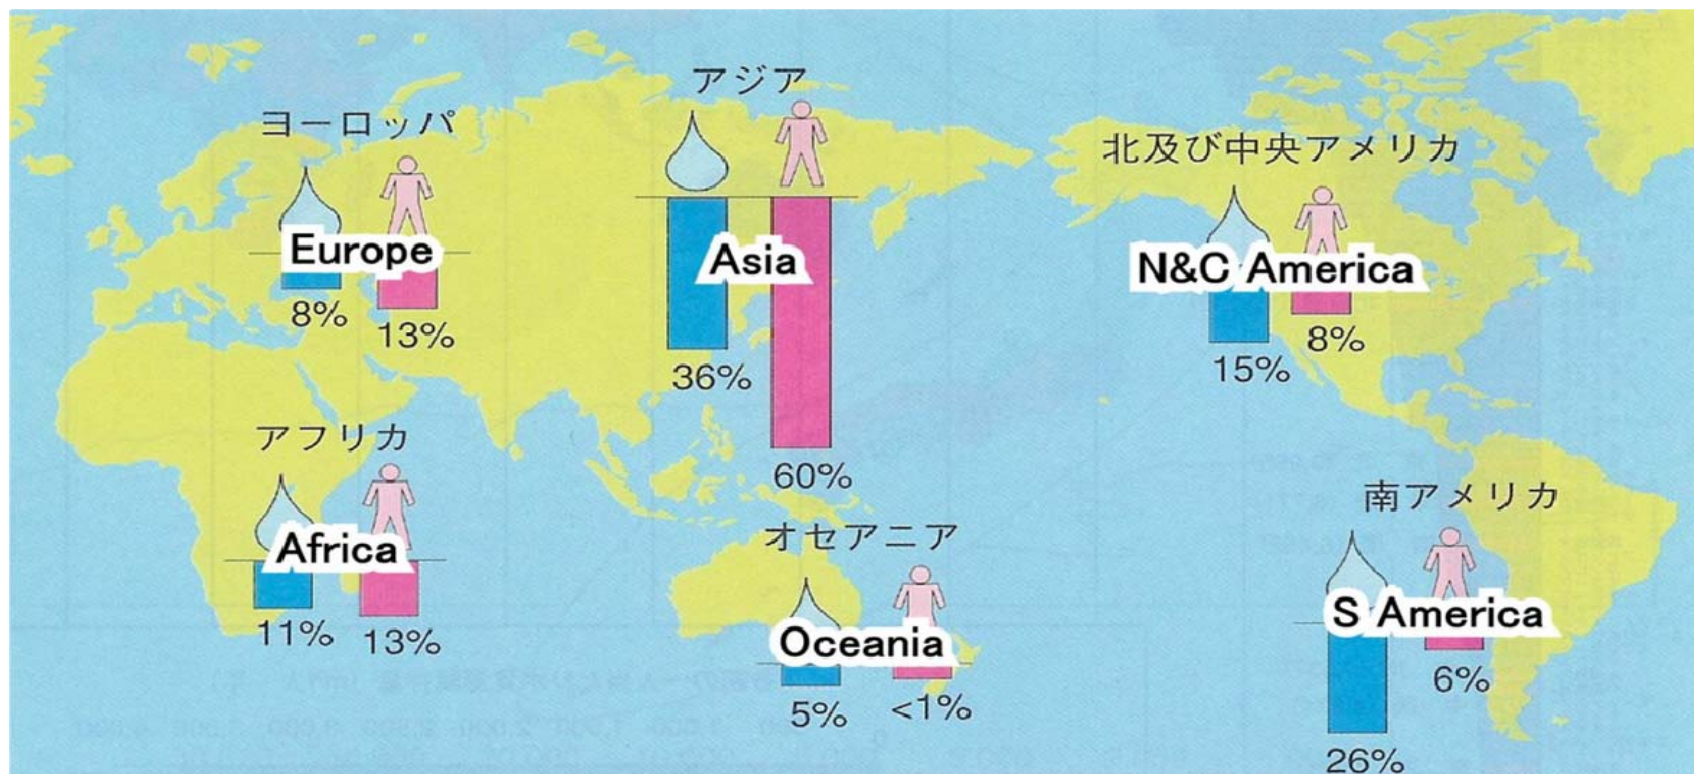 ヨーロッパ
Europe
8%
13%
アジア
Asia
36%
60%
北及び中央アメリカ
N&C America
15%
8%
アフリカ
Africa
11%
13%
オセアニア
Oceania
5%
<1%
南アメリカ
S America
26%
6%